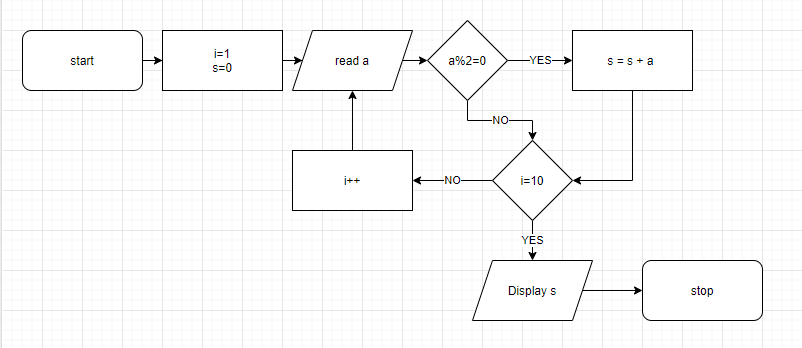 start
i=1
s=0
read a
a%2=0
YES
s = s + a
NO
i++
NO
i=10
YES
Display s
stop